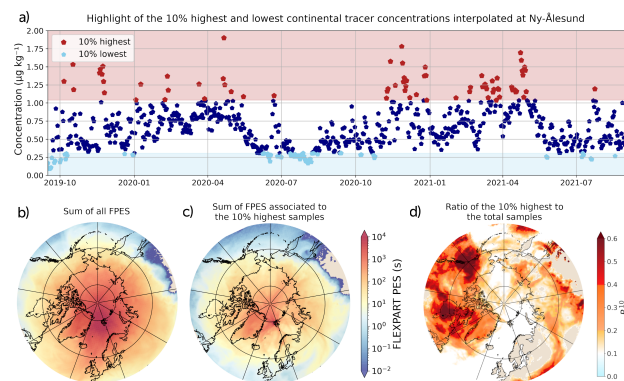 a)
Highlight of the 10% highest and lowest continental tracer concentrations interpolated at Ny-Ålesund
Concentration (μg kg⁻¹)
2.00
1.75
1.50
1.25
1.00
0.75
0.50
0.25
0.00
10% highest
10% lowest
2019-10
2020-01
2020-04
2020-07
2020-10
2021-01
2021-04
2021-07
b)
Sum of all FPES
c)
Sum of FPES associated to
the 10% highest samples
FLEXPART PES (s)
10⁴
10³
10²
10¹
10⁰
10⁻¹
10⁻²
d)
Ratio of the 10% highest to
the total samples
0.6
0.5
0.4
0.3
0.2
0.1
0.0